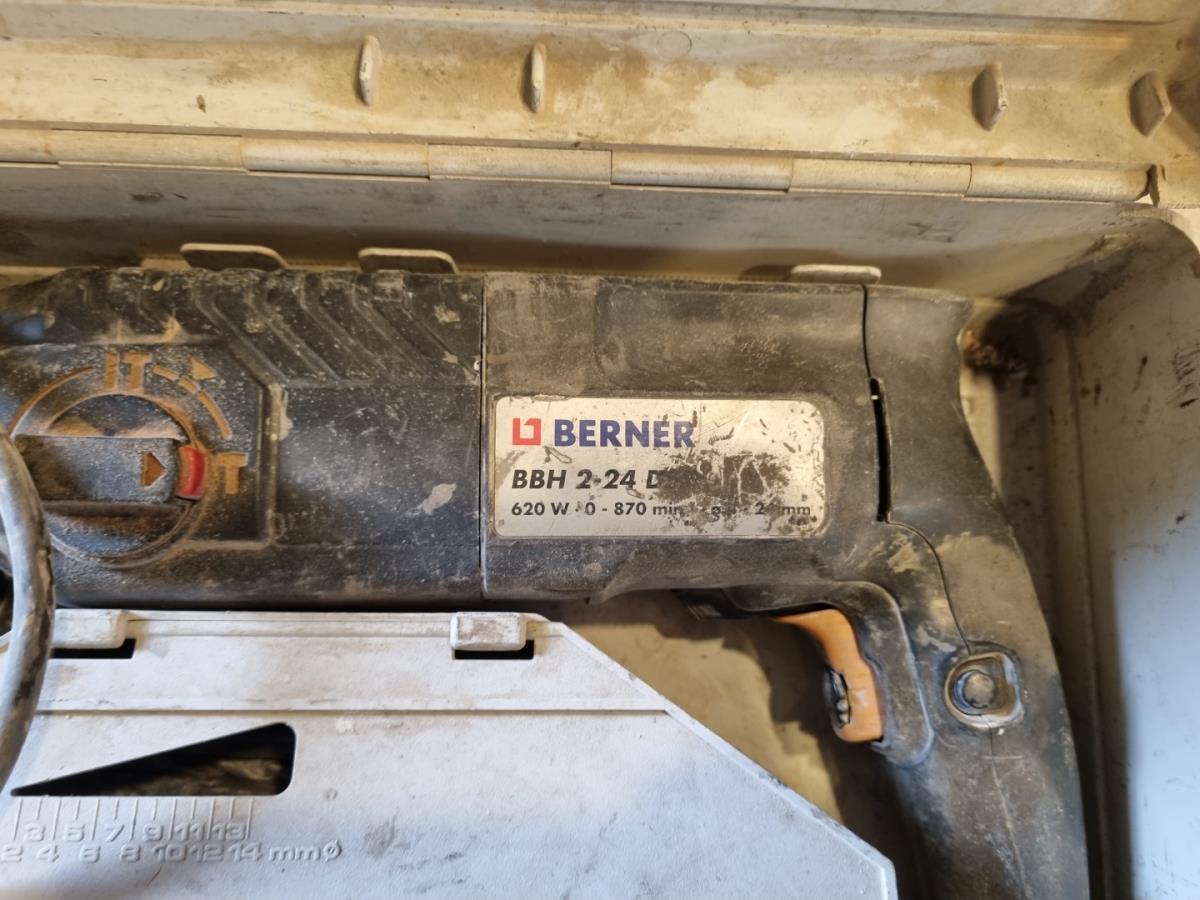 BERNER
BBH 2-24
620 W · 0 - 870 min
mm
3 5 7 9 11 13
2 4 6 8 10 12 14 mmø